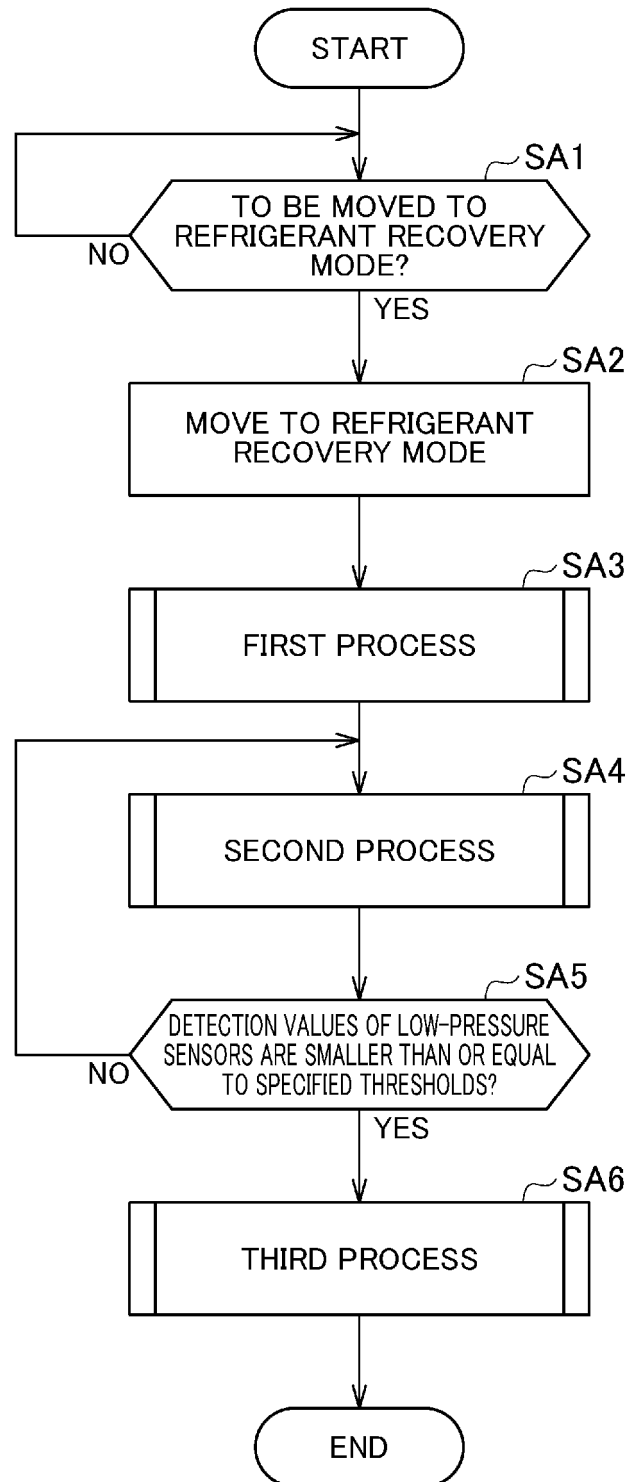 START
SA1
TO BE MOVED TO
REFRIGERANT RECOVERY
MODE?
NO
YES
SA2
MOVE TO REFRIGERANT
RECOVERY MODE
SA3
FIRST PROCESS
SA4
SECOND PROCESS
SA5
DETECTION VALUES OF LOW-PRESSURE
SENSORS ARE SMALLER THAN OR EQUAL
TO SPECIFIED THRESHOLDS?
NO
YES
SA6
THIRD PROCESS
END